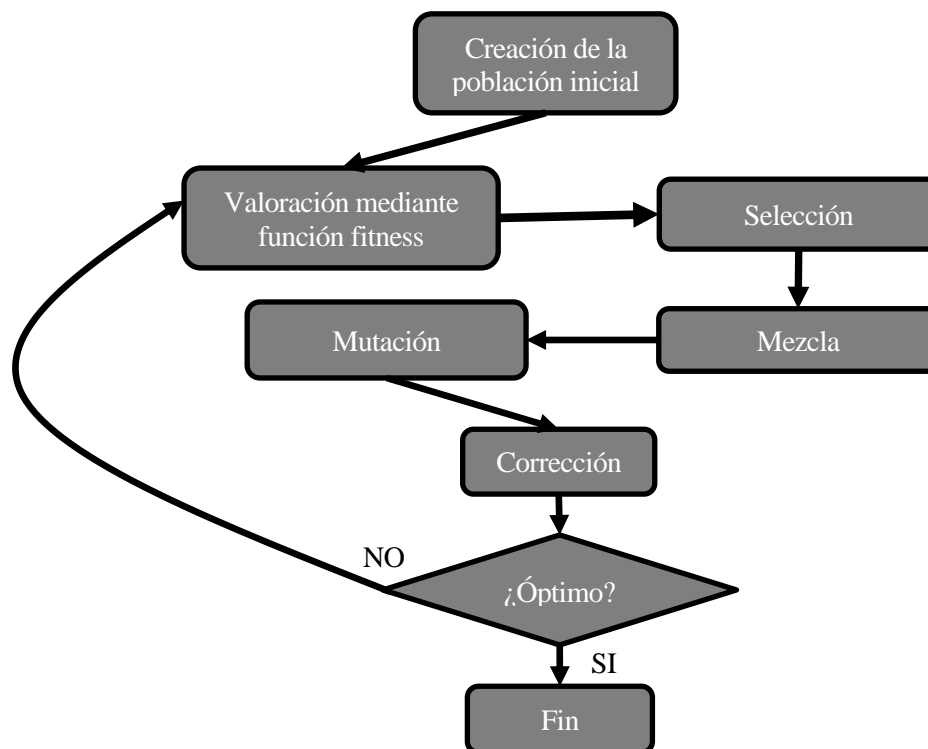 Creación de la
población inicial
Valoración mediante
función fitness
Selección
Mezcla
Mutación
Corrección
¿Óptimo?
NO
SI
Fin